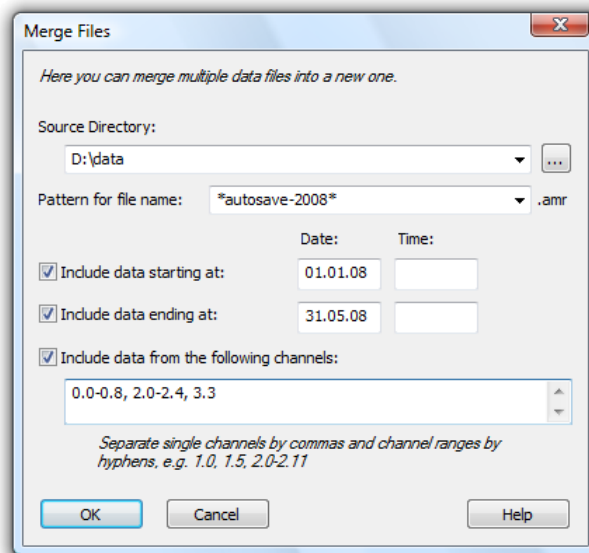 Merge Files
Here you can merge multiple data files into a new one.
Source Directory:
D:\data
...
Pattern for file name: *autosave-2008* .amr
Date: Time:
Include data starting at: 01.01.08
Include data ending at: 31.05.08
Include data from the following channels:
0.0-0.8, 2.0-2.4, 3.3
Separate single channels by commas and channel ranges by
hyphens, e.g. 1.0, 1.5, 2.0-2.11
OK Cancel Help